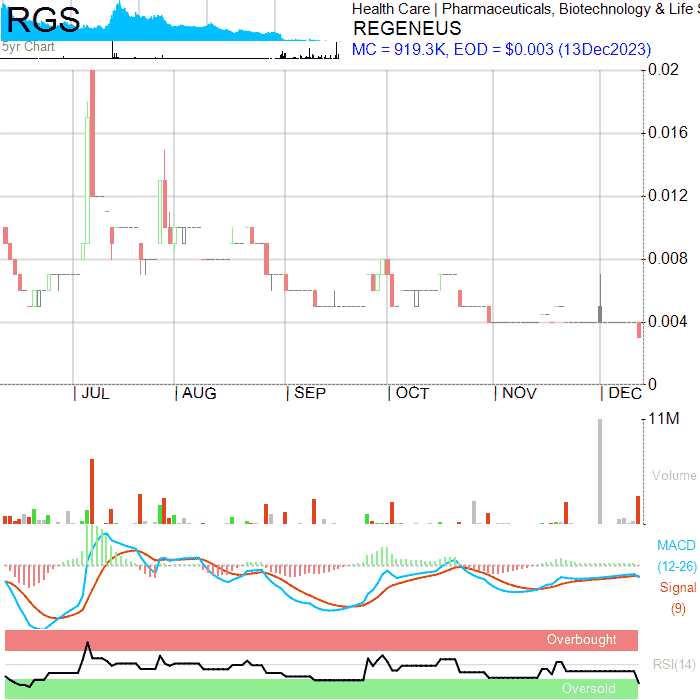 RGS
5yr Chart
Health Care | Pharmaceuticals, Biotechnology & Life
REGENEUS
MC = 919.3K, EOD = $0.003 (13Dec2023)
0.02
0.016
0.012
0.008
0.004
0
JUL
AUG
SEP
OCT
NOV
DEC
11M
Volume
MACD
(12-26)
Signal
(9)
Overbought
RSI(14)
Oversold